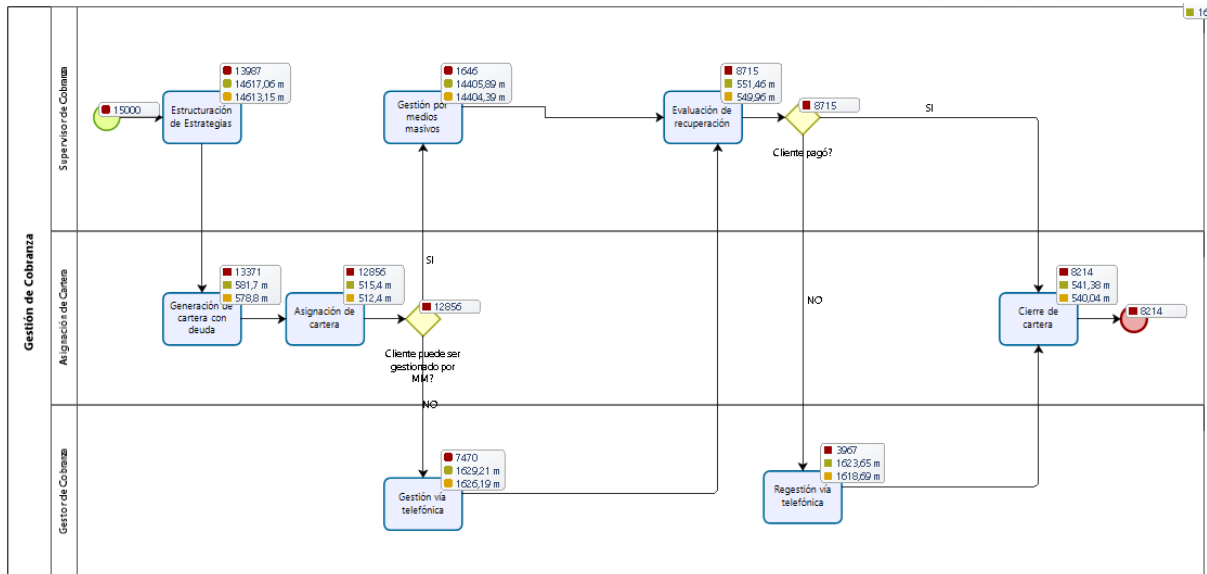 Gestión de Cobranza
Supervisor de Cobranza
15000
13987
14617,06 m
14613,15 m
Estructuración
de Estrategias
1646
14405,89 m
14404,39 m
Gestión por
medios
masivos
8715
551,46 m
549,96 m
Evaluación de
recuperación
8715
Cliente pagó?
SI
NO
16
Asignación de Cartera
13371
581,7 m
578,8 m
Generación de
cartera con
deuda
12856
515,4 m
512,4 m
Asignación de
cartera
12856
Cliente puede ser
gestionado por
MM?
SI
NO
8214
541,38 m
540,04 m
Cierre de
cartera
8214
Gestor de Cobranza
7470
1629,21 m
1626,19 m
Gestión vía
telefónica
3967
1623,65 m
1618,69 m
Regestión vía
telefónica